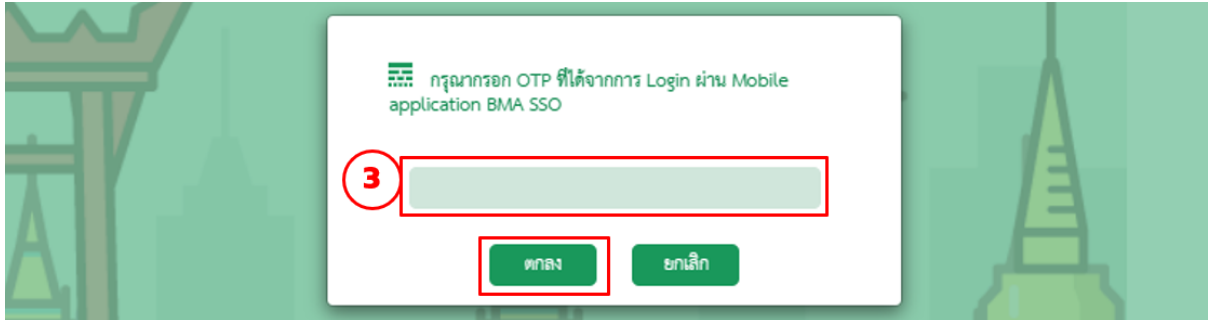 กรุณากรอก OTP ที่ได้จากการ Login ผ่าน Mobile
application BMA SSO
3
ตกลง ยกเลิก